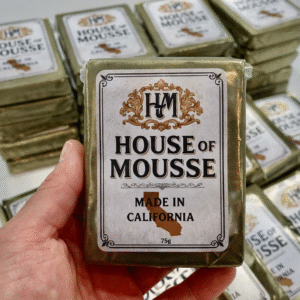 HM
HOUSE OF
MOUSSE
MADE IN
CALIFORNIA
75g